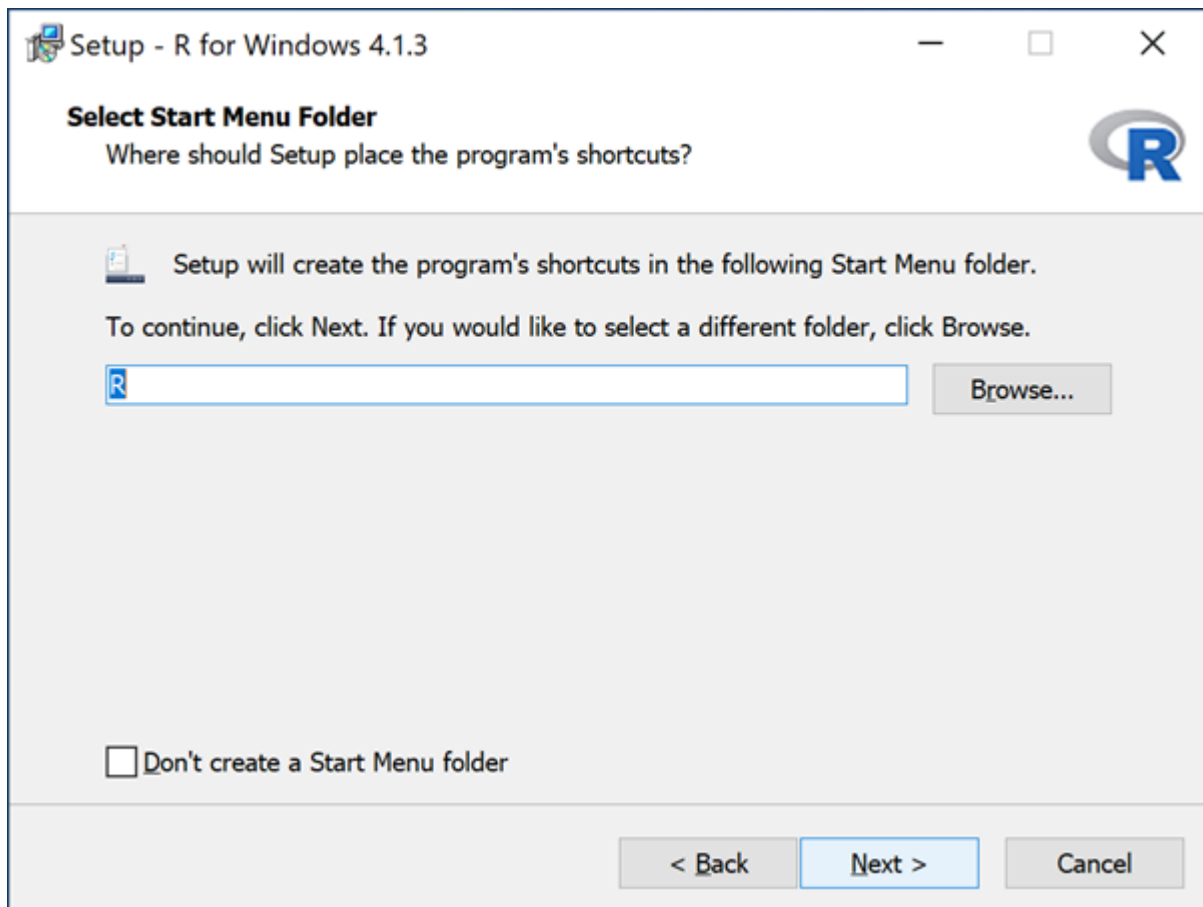 Setup - R for Windows 4.1.3
Select Start Menu Folder
Where should Setup place the program's shortcuts?
R
Setup will create the program's shortcuts in the following Start Menu folder.
To continue, click Next. If you would like to select a different folder, click Browse.
R
Browse...
Don't create a Start Menu folder
< Back
Next >
Cancel